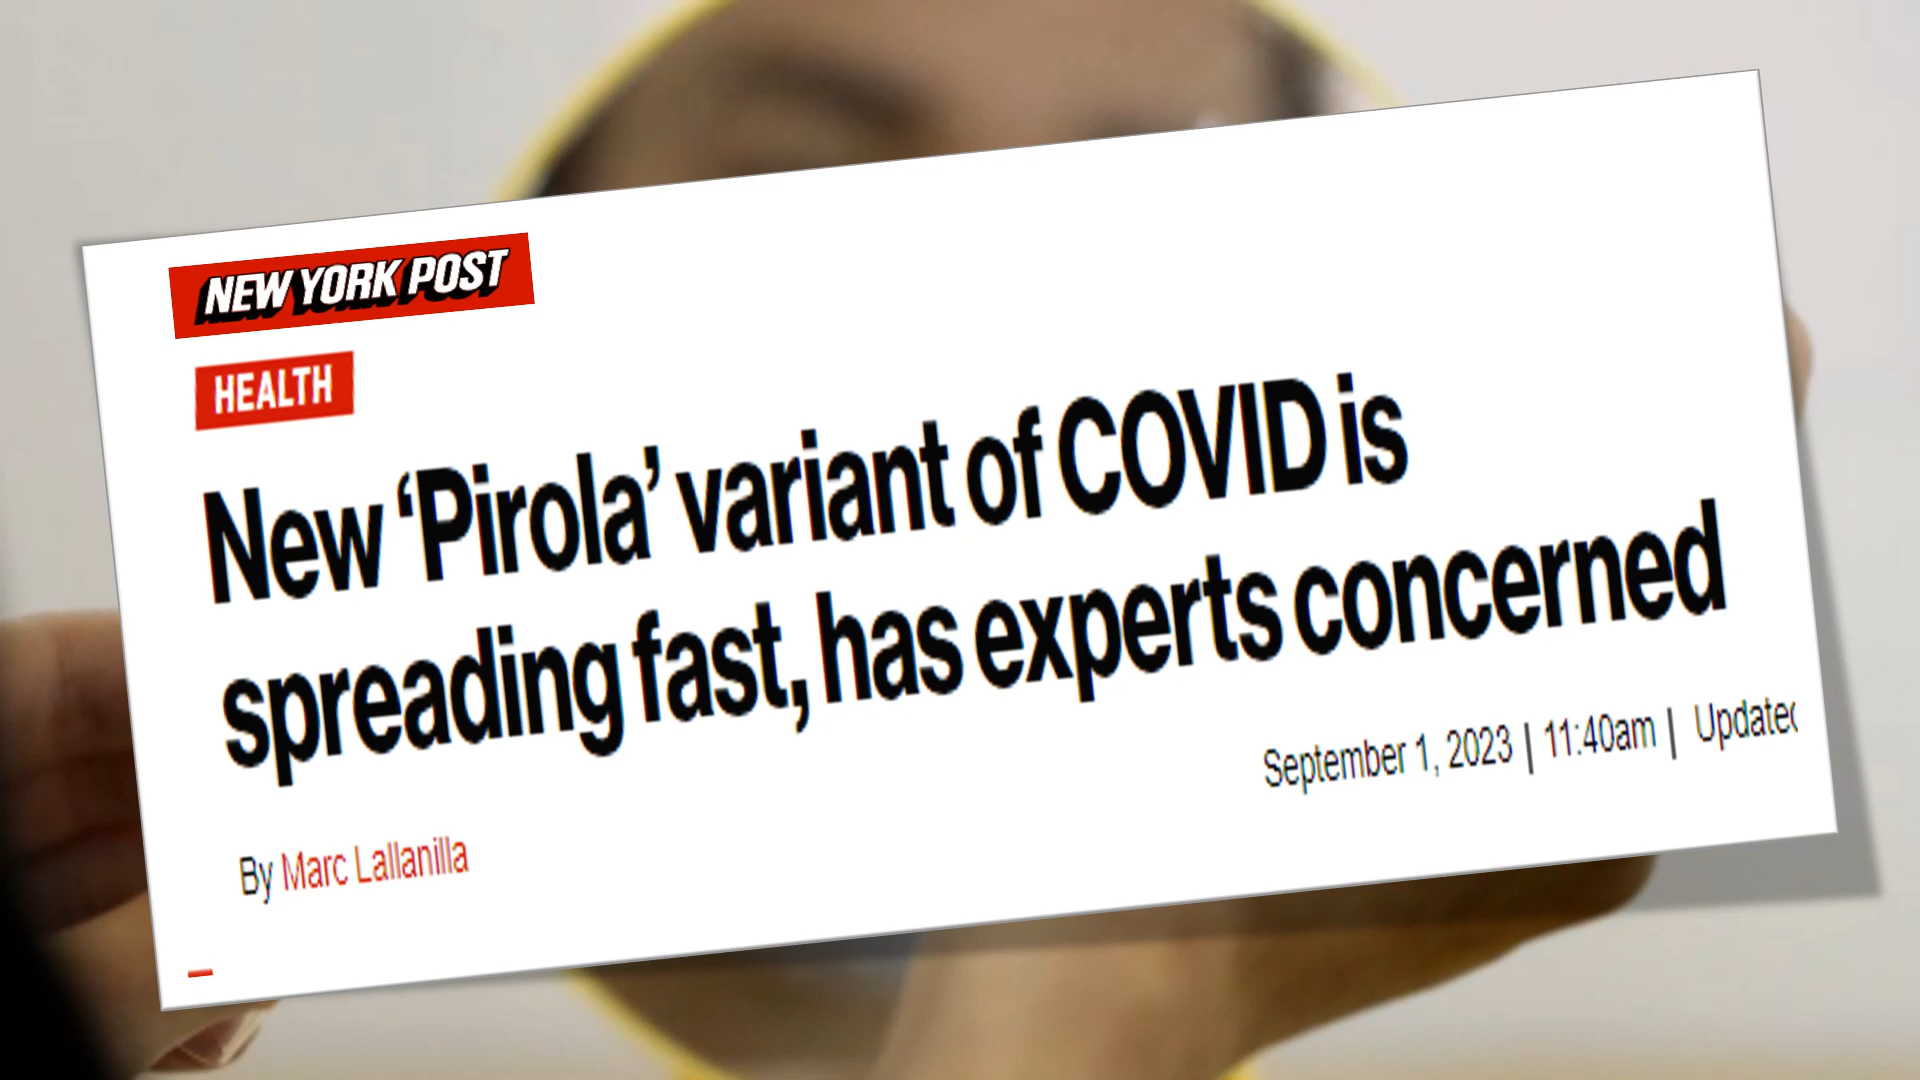 NEW YORK POST
HEALTH
New ‘Pirola’ variant of COVID is
spreading fast, has experts concerned
September 1, 2023 | 11:40am | Updated
By Marc Lallanilla